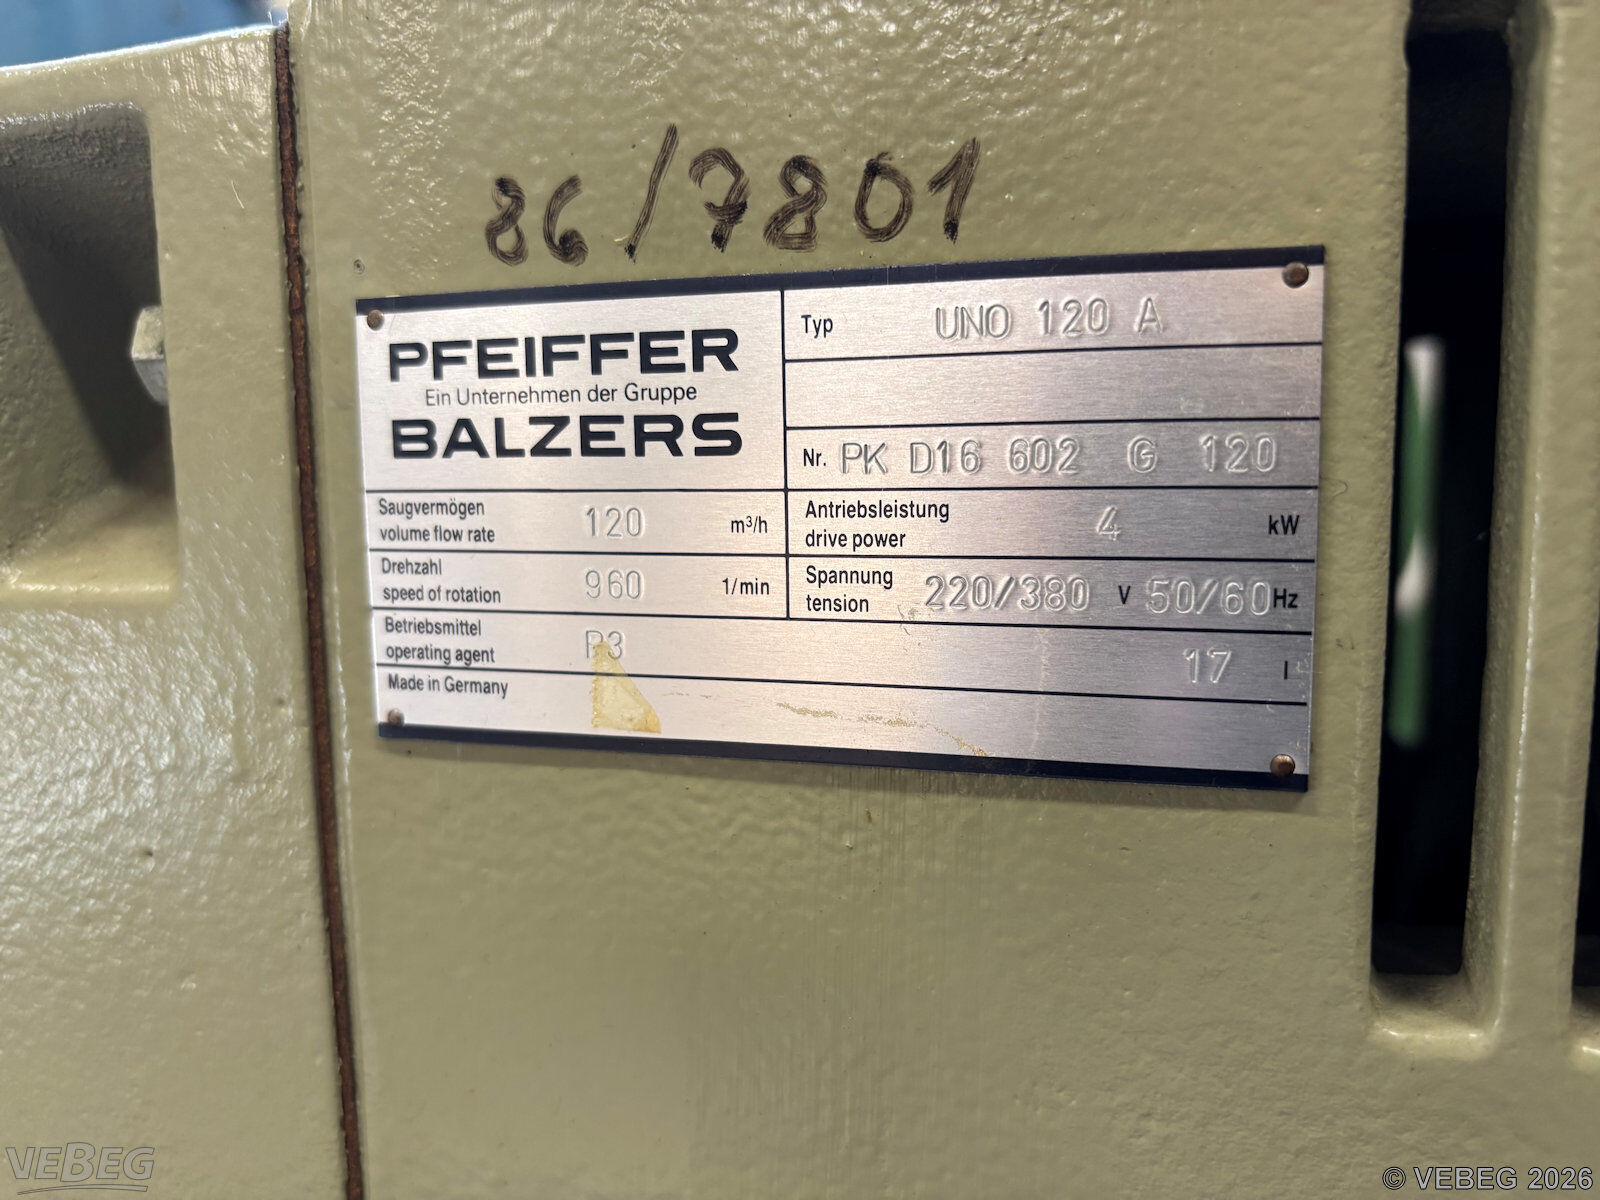 86/7801
PFEIFFER
Ein Unternehmen der Gruppe
BALZERS
Typ UNO 120 A
Nr. PK D16 602 G 120
Saugvermögen
volume flow rate 120 m³/h
Antriebsleistung
drive power 4 kW
Drehzahl
speed of rotation 960 1/min
Spannung
tension 220/380 V 50/60 Hz
Betriebsmittel
operating agent P3 17 l
Made in Germany
VEBEG
© VEBEG 2026